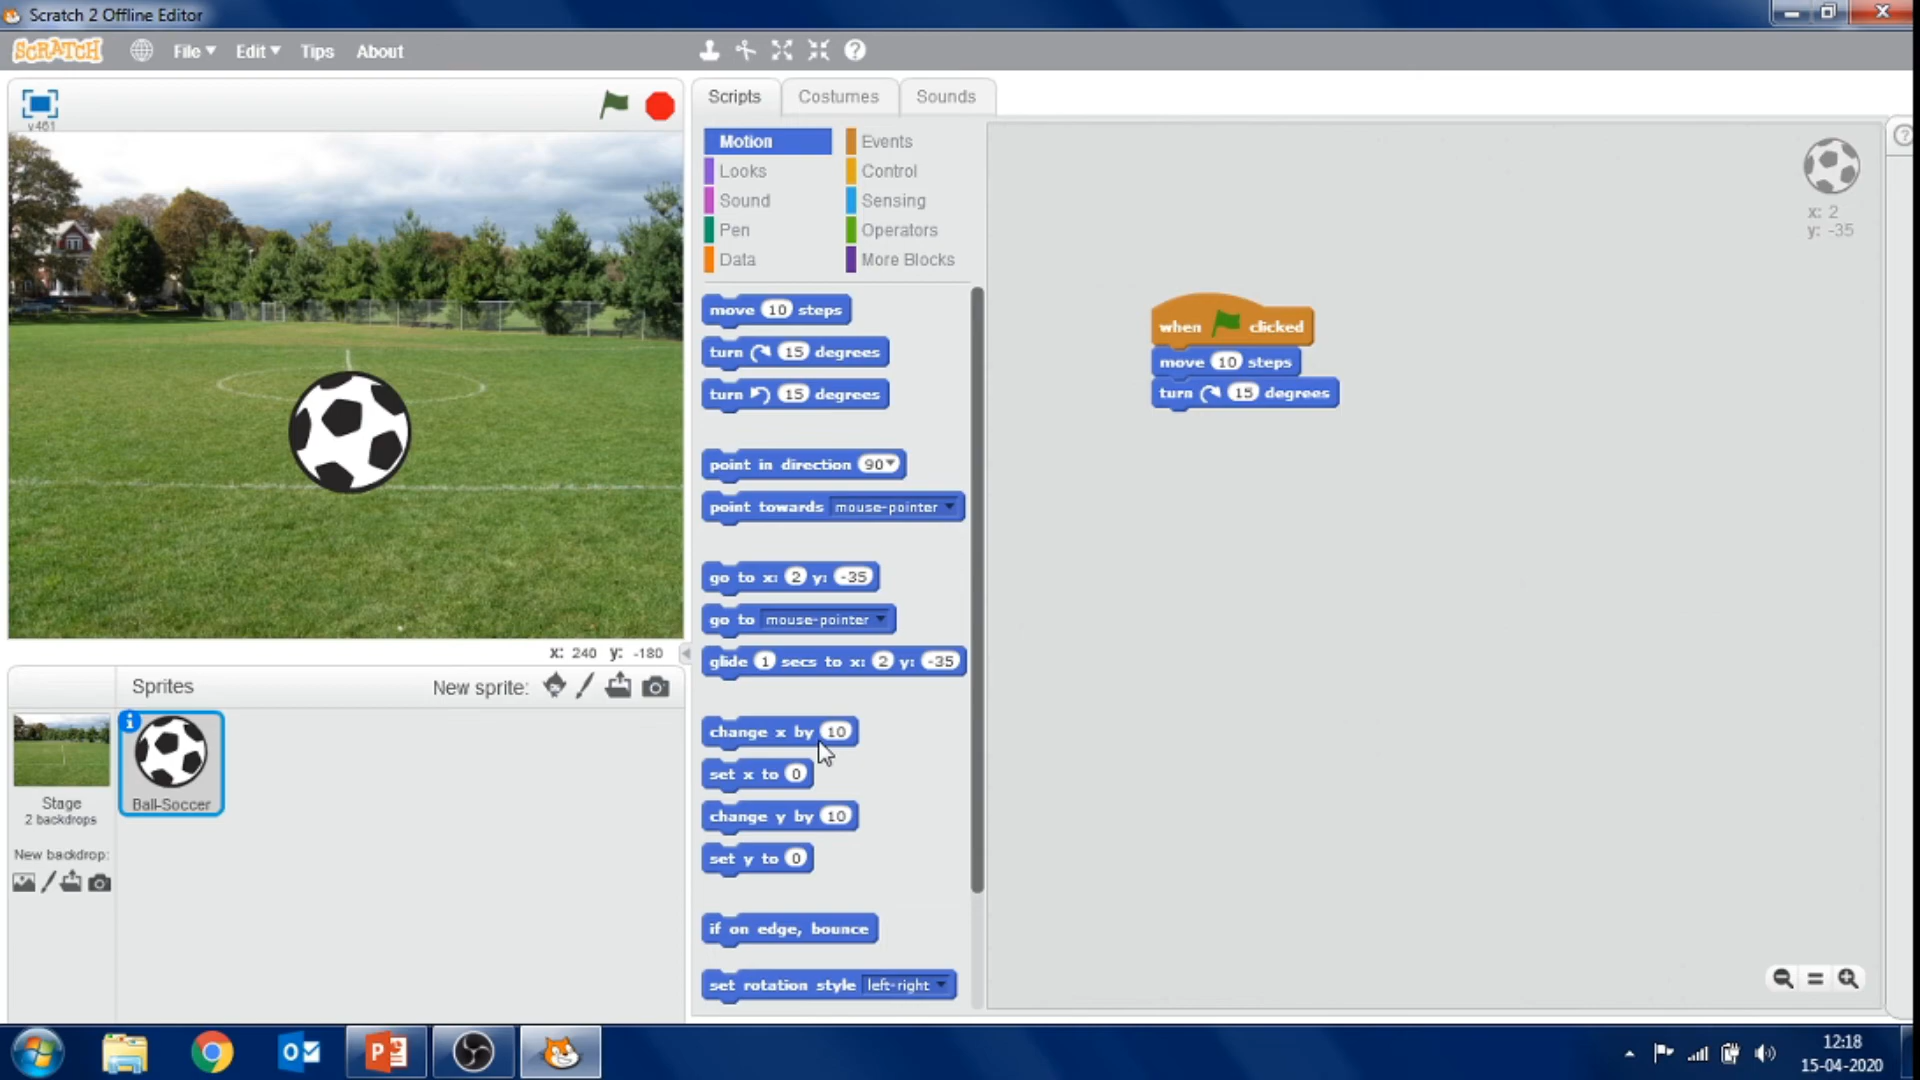 Scratch 2 Offline Editor
SCRATCH File Edit Tips About
v461
Scripts Costumes Sounds
Motion Events
Looks Control
Sound Sensing
Pen Operators
Data More Blocks
x: 2
y: -35
move 10 steps
turn 15 degrees
turn 15 degrees
point in direction 90
point towards mouse-pointer
go to x: 2 y: -35
go to mouse-pointer
glide 1 secs to x: 2 y: -35
change x by 10
set x to 0
change y by 10
set y to 0
if on edge, bounce
set rotation style left-right
when clicked
move 10 steps
turn 15 degrees
x: 240 y: -180
Sprites New sprite:
Stage
2 backdrops
New backdrop:
Ball-Soccer
12:18
15-04-2020